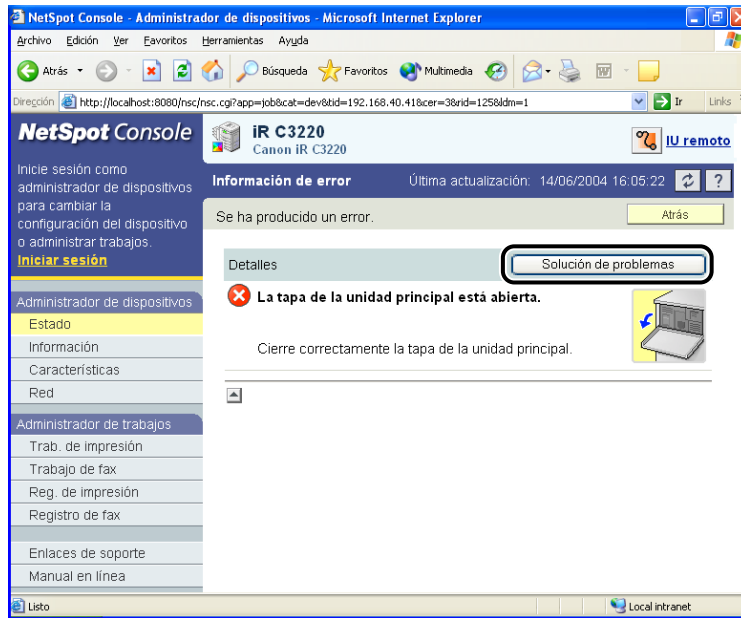 NetSpot Console - Administrador de dispositivos - Microsoft Internet Explorer
Archivo Edición Ver Favoritos Herramientas Ayuda
Atrás Búsqueda Favoritos Multimedia
Dirección http://localhost:8080/nsc/nsc.cgi?app=job&cat=dev&tid=192.168.40.41&cer=3&rid=125&ldm=1 Ir Links
NetSpot Console
iR C3220
Canon iR C3220
IU remoto
Inicie sesión como
administrador de dispositivos
para cambiar la
configuración del dispositivo
o administrar trabajos.
Iniciar sesión
Información de error Última actualización: 14/06/2004 16:05:22 ?
Se ha producido un error. Atrás
Detalles Solución de problemas
La tapa de la unidad principal está abierta.
Cierre correctamente la tapa de la unidad principal.
Administrador de dispositivos
Estado
Información
Características
Red
Administrador de trabajos
Trab. de impresión
Trabajo de fax
Reg. de impresión
Registro de fax
Enlaces de soporte
Manual en línea
Listo Local intranet